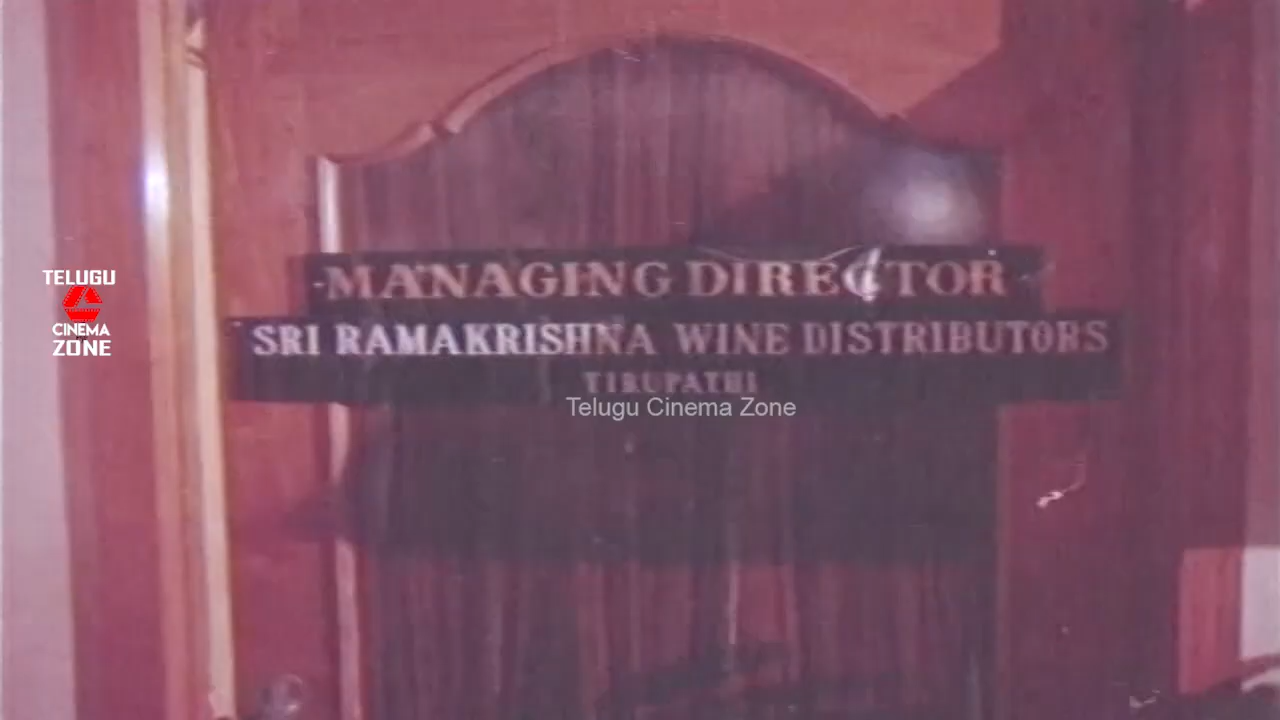 MANAGING DIRECTOR
SRI RAMAKRISHNA WINE DISTRIBUTORS
TIRUPATHI
Telugu Cinema Zone
TELUGU
CINEMA
ZONE